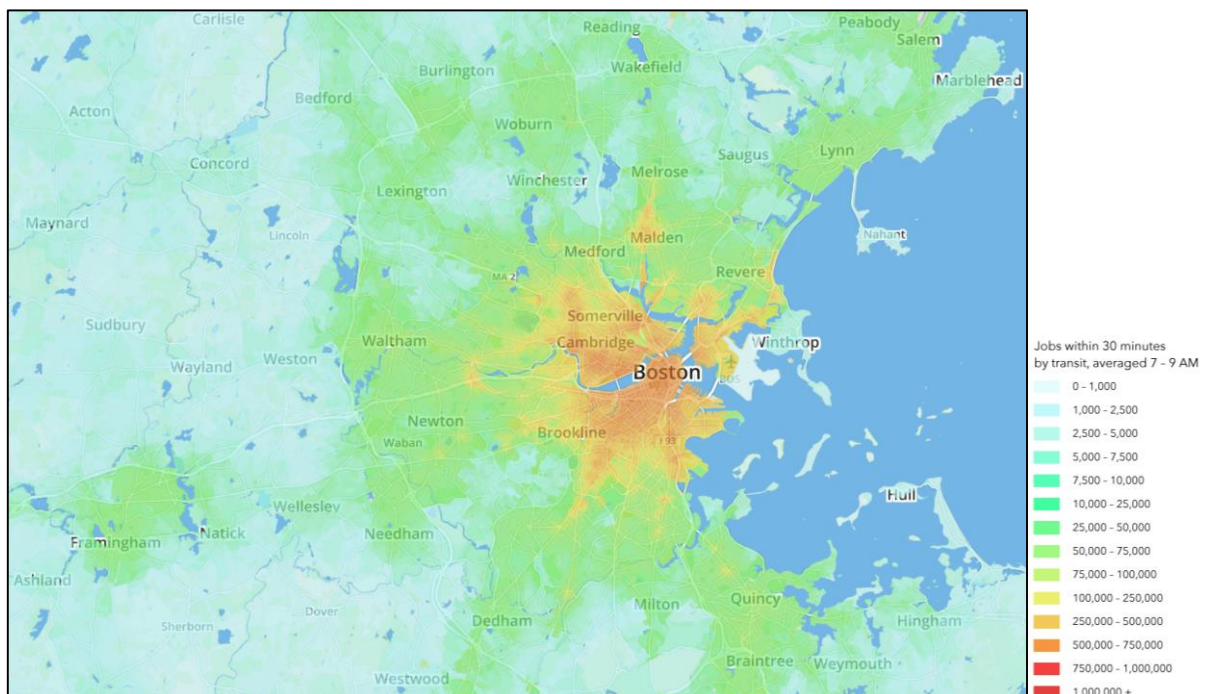 Carlisle
Peabody
Reading
Salem
Burlington
Wakefield
Marblehead
Bedford
Acton
Woburn
Lynn
Saugus
Concord
Melrose
Winchester
Lexington
Maynard
Lincoln
Nahant
Malden
Medford
MA 2
Revere
Somerville
Sudbury
Waltham
Cambridge
Winthrop
Weston
Wayland
Boston
Bos
Newton
Brookline
I 93
Waban
Hull
Wellesley
Natick
Needham
Framingham
Ashland
Quincy
Milton
Dover
Dedham
Hingham
Sherborn
Braintree
Weymouth
Westwood
Jobs within 30 minutes
by transit, averaged 7 - 9 AM
0 - 1,000
1,000 - 2,500
2,500 - 5,000
5,000 - 7,500
7,500 - 10,000
10,000 - 25,000
25,000 - 50,000
50,000 - 75,000
75,000 - 100,000
100,000 - 250,000
250,000 - 500,000
500,000 - 750,000
750,000 - 1,000,000
1,000,000 +